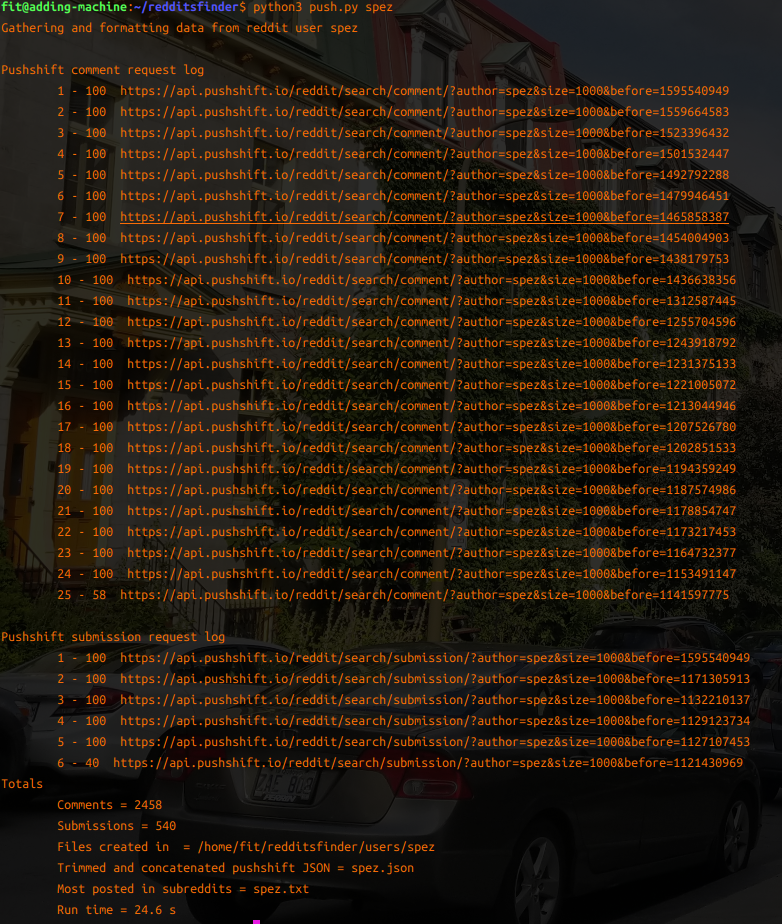 fit@adding-machine:~/redditsfinder$ python3 push.py spez
Gathering and formatting data from reddit user spez
Pushshift comment request log
1 - 100 https://api.pushshift.io/reddit/search/comment/?author=spez&size=1000&before=1595540949
2 - 100 https://api.pushshift.io/reddit/search/comment/?author=spez&size=1000&before=1559664583
3 - 100 https://api.pushshift.io/reddit/search/comment/?author=spez&size=1000&before=1523396432
4 - 100 https://api.pushshift.io/reddit/search/comment/?author=spez&size=1000&before=1501532447
5 - 100 https://api.pushshift.io/reddit/search/comment/?author=spez&size=1000&before=1492792288
6 - 100 https://api.pushshift.io/reddit/search/comment/?author=spez&size=1000&before=1479946451
7 - 100 https://api.pushshift.io/reddit/search/comment/?author=spez&size=1000&before=1465858387
8 - 100 https://api.pushshift.io/reddit/search/comment/?author=spez&size=1000&before=1454004903
9 - 100 https://api.pushshift.io/reddit/search/comment/?author=spez&size=1000&before=1438179753
10 - 100 https://api.pushshift.io/reddit/search/comment/?author=spez&size=1000&before=1436638356
11 - 100 https://api.pushshift.io/reddit/search/comment/?author=spez&size=1000&before=1312587445
12 - 100 https://api.pushshift.io/reddit/search/comment/?author=spez&size=1000&before=1255704596
13 - 100 https://api.pushshift.io/reddit/search/comment/?author=spez&size=1000&before=1243918792
14 - 100 https://api.pushshift.io/reddit/search/comment/?author=spez&size=1000&before=1231375133
15 - 100 https://api.pushshift.io/reddit/search/comment/?author=spez&size=1000&before=1221005072
16 - 100 https://api.pushshift.io/reddit/search/comment/?author=spez&size=1000&before=1213044946
17 - 100 https://api.pushshift.io/reddit/search/comment/?author=spez&size=1000&before=1207526780
18 - 100 https://api.pushshift.io/reddit/search/comment/?author=spez&size=1000&before=1202851533
19 - 100 https://api.pushshift.io/reddit/search/comment/?author=spez&size=1000&before=1194359249
20 - 100 https://api.pushshift.io/reddit/search/comment/?author=spez&size=1000&before=1187574986
21 - 100 https://api.pushshift.io/reddit/search/comment/?author=spez&size=1000&before=1178854747
22 - 100 https://api.pushshift.io/reddit/search/comment/?author=spez&size=1000&before=1173217453
23 - 100 https://api.pushshift.io/reddit/search/comment/?author=spez&size=1000&before=1164732377
24 - 100 https://api.pushshift.io/reddit/search/comment/?author=spez&size=1000&before=1153491147
25 - 58 https://api.pushshift.io/reddit/search/comment/?author=spez&size=1000&before=1141597775
Pushshift submission request log
1 - 100 https://api.pushshift.io/reddit/search/submission/?author=spez&size=1000&before=1595540949
2 - 100 https://api.pushshift.io/reddit/search/submission/?author=spez&size=1000&before=1171305913
3 - 100 https://api.pushshift.io/reddit/search/submission/?author=spez&size=1000&before=1132210137
4 - 100 https://api.pushshift.io/reddit/search/submission/?author=spez&size=1000&before=1129123734
5 - 100 https://api.pushshift.io/reddit/search/submission/?author=spez&size=1000&before=1127107453
6 - 40 https://api.pushshift.io/reddit/search/submission/?author=spez&size=1000&before=1121430969
Totals
Comments = 2458
Submissions = 540
Files created in = /home/fit/redditsfinder/users/spez
Trimmed and concatenated pushshift JSON = spez.json
Most posted in subreddits = spez.txt
Run time = 24.6 s